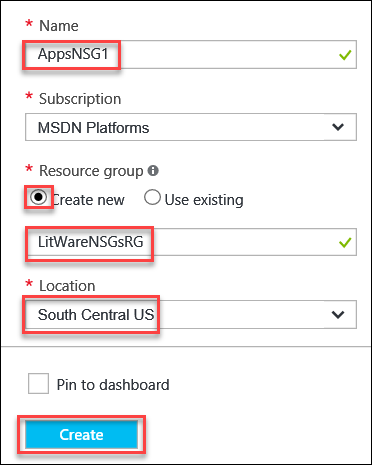 * Name
AppsNSG1
* Subscription
MSDN Platforms
* Resource group
Create new Use existing
LitWareNSGsRG
* Location
South Central US
Pin to dashboard
Create